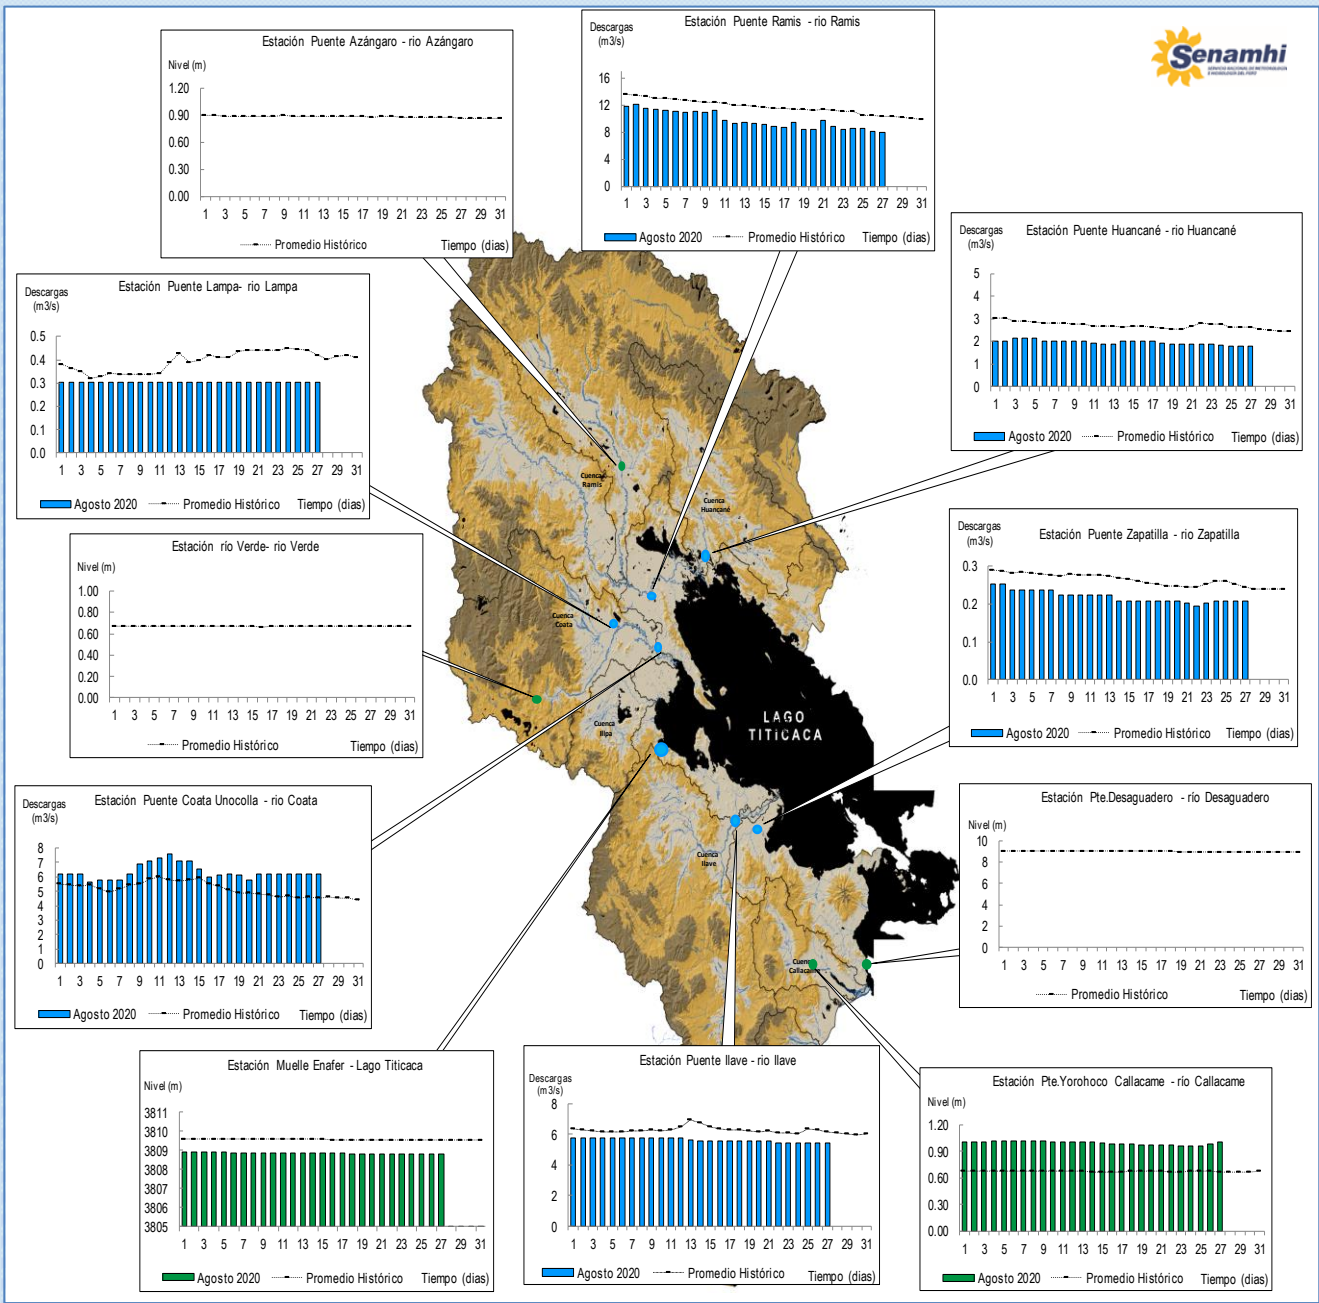 Estación Puente Azángaro - rio Azángaro
Nivel (m)
1.20
0.90
0.60
0.30
0.00
1 3 5 7 9 11 13 15 17 19 21 23 25 27 29 31
Promedio Histórico Tiempo (dias)
Estación Puente Ramis - rio Ramis
Descargas
(m3/s)
16
12
8
4
0
1 3 5 7 9 11 13 15 17 19 21 23 25 27 29 31
Agosto 2020 Promedio Histórico Tiempo (dias)
Senamhi
SERVICIO NACIONAL DE METEOROLOGÍA
E HIDROLOGÍA DEL PERÚ
Estación Puente Huancané - rio Huancané
Descargas
(m3/s)
5
4
3
2
1
0
1 3 5 7 9 11 13 15 17 19 21 23 25 27 29 31
Agosto 2020 Promedio Histórico Tiempo (dias)
Estación Puente Lampa- rio Lampa
Descargas
(m3/s)
0.5
0.4
0.3
0.2
0.1
0.0
1 3 5 7 9 11 13 15 17 19 21 23 25 27 29 31
Agosto 2020 Promedio Histórico Tiempo (dias)
Estación río Verde- rio Verde
Nivel (m)
1.00
0.80
0.60
0.40
0.20
0.00
1 3 5 7 9 11 13 15 17 19 21 23 25 27 29 31
Promedio Histórico Tiempo (dias)
Estación Puente Zapatilla - rio Zapatilla
Descargas
(m3/s)
0.3
0.2
0.1
0.0
1 3 5 7 9 11 13 15 17 19 21 23 25 27 29 31
Agosto 2020 Promedio Histórico Tiempo (dias)
Cuenca
Ramis
Cuenca
Huancané
Cuenca
Coata
Cuenca
Illpa
LAGO
TITICACA
Cuenca
Ilave
Cuenca
Callacame
Estación Puente Coata Unocolla - rio Coata
Descargas
(m3/s)
8
7
6
5
4
3
2
1
0
1 3 5 7 9 11 13 15 17 19 21 23 25 27 29 31
Agosto 2020 Promedio Histórico Tiempo (dias)
Estación Pte.Desaguadero - río Desaguadero
Nivel (m)
10
8
6
4
2
0
1 3 5 7 9 11 13 15 17 19 21 23 25 27 29 31
Promedio Histórico Tiempo (dias)
Estación Muelle Enafer - Lago Titicaca
Nivel (m)
3811
3810
3809
3808
3807
3806
3805
1 3 5 7 9 11 13 15 17 19 21 23 25 27 29 31
Agosto 2020 Promedio Histórico Tiempo (dias)
Estación Puente Ilave - rio Ilave
Descargas
(m3/s)
8
6
4
2
0
1 3 5 7 9 11 13 15 17 19 21 23 25 27 29 31
Agosto 2020 Promedio Histórico Tiempo (dias)
Estación Pte.Yorohoco Callacame - río Callacame
Nivel (m)
1.20
0.90
0.60
0.30
0.00
1 3 5 7 9 11 13 15 17 19 21 23 25 27 29 31
Agosto 2020 Promedio Histórico Tiempo (dias)